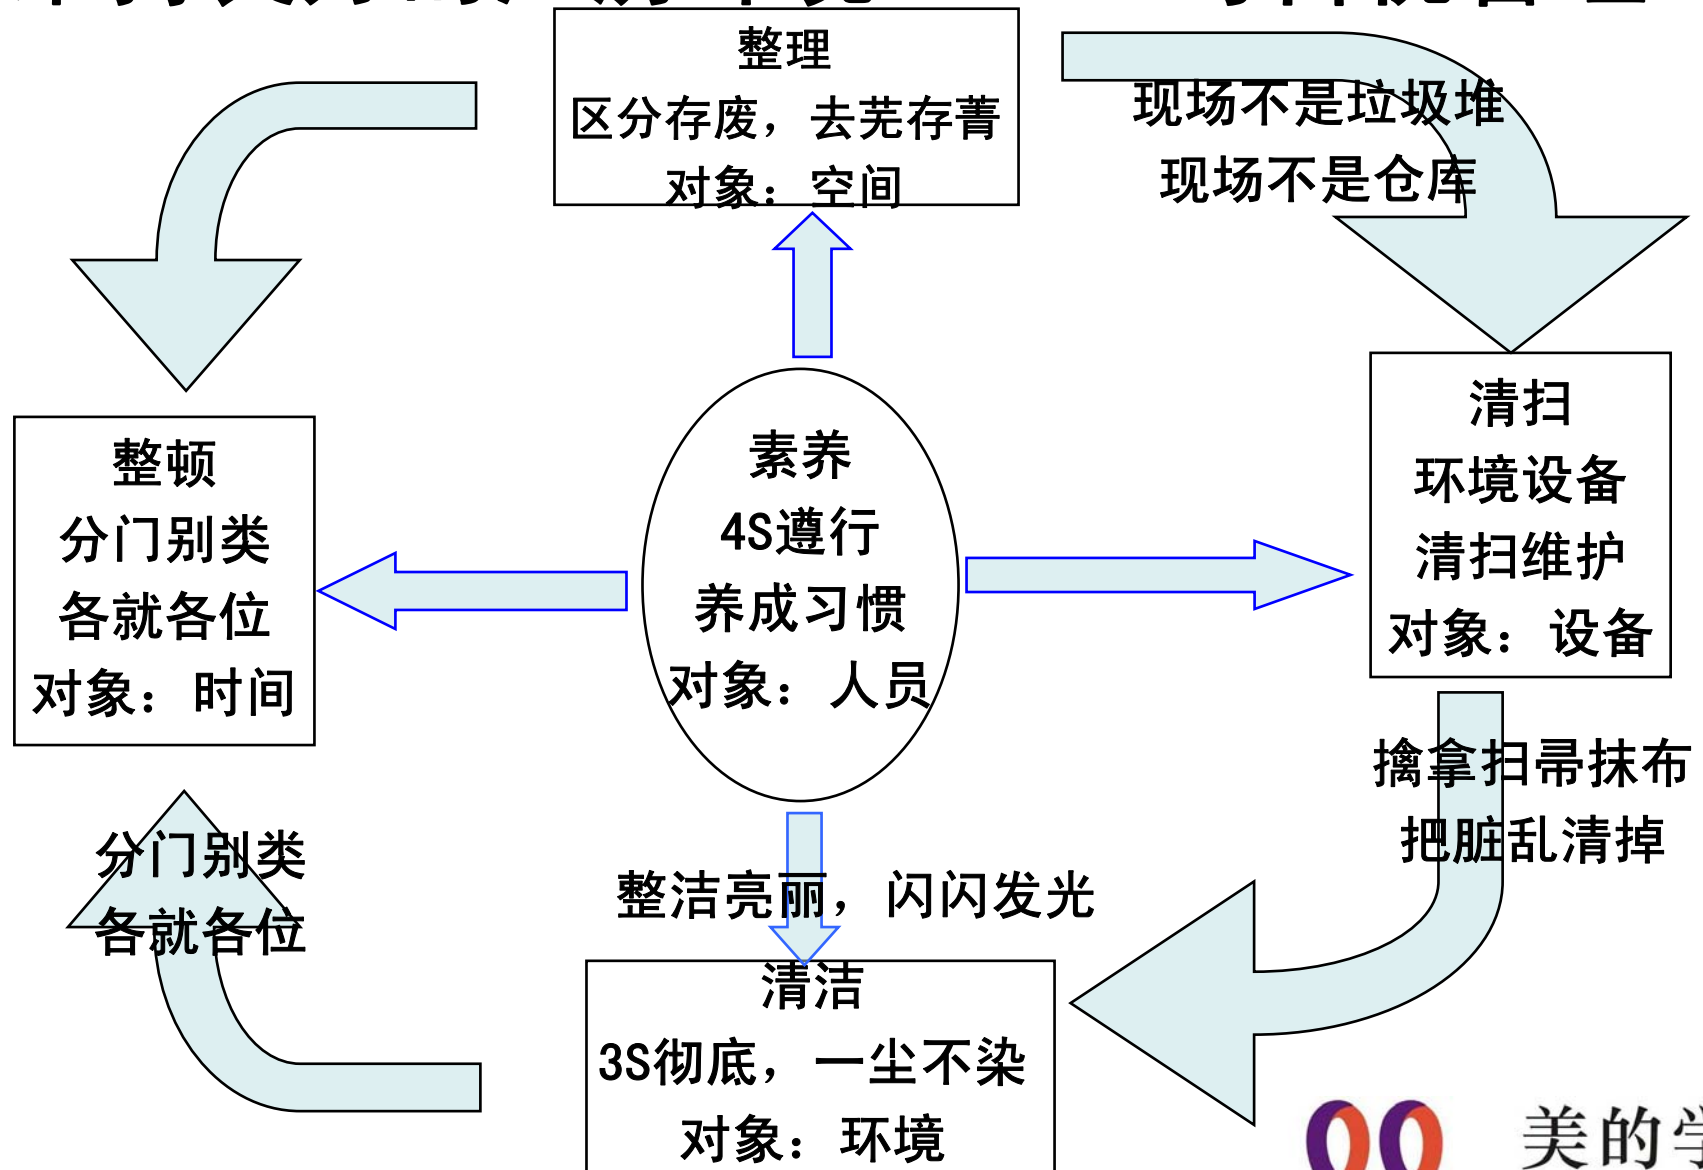 整理
区分存废，去芜存菁
对象：空间
现场不是垃圾堆
现场不是仓库
整顿
分门别类
各就各位
对象：时间
素养
4S遵行
养成习惯
对象：人员
清扫
环境设备
清扫维护
对象：设备
擒拿扫帚抹布
把脏乱清掉
分门别类
各就各位
整洁亮丽，闪闪发光
清洁
3S彻底，一尘不染
对象：环境
美的学